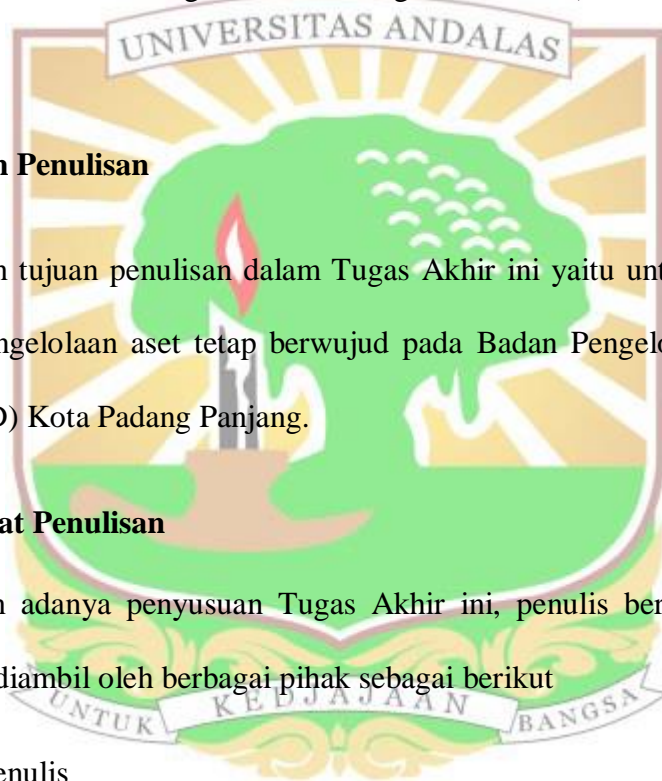 UNIVERSITAS ANDALAS
n Penulisan
n tujuan penulisan dalam Tugas Akhir ini yaitu unt
ngelolaan aset tetap berwujud pada Badan Pengelo
D) Kota Padang Panjang.
at Penulisan
n adanya penyusuan Tugas Akhir ini, penulis ber
diambil oleh berbagai pihak sebagai berikut
UNTUK KEDJAJAAN BANGSA
enulis